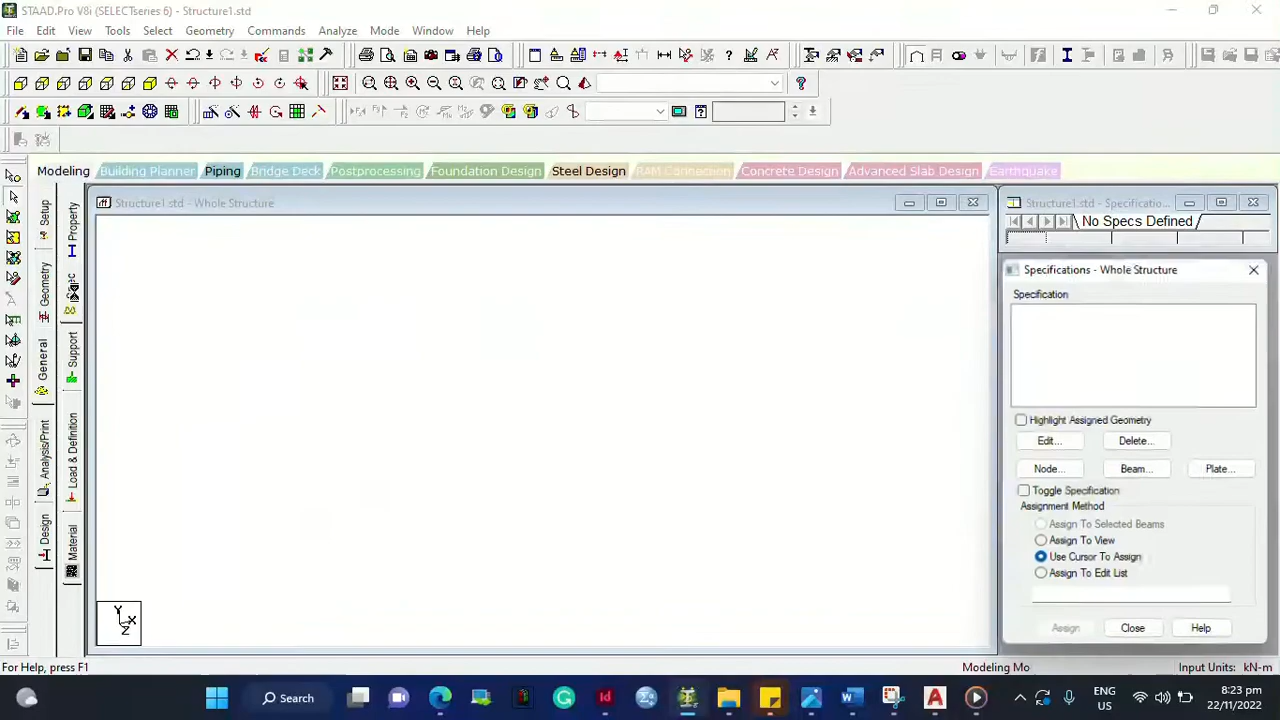 STAAD.Pro V8i (SELECTseries 6) - Structure1.std
File Edit View Tools Select Geometry Commands Analyze Mode Window Help
Modeling Building Planner Piping Bridge Deck Postprocessing Foundation Design Steel Design RAM Connection Concrete Design Advanced Slab Design Earthquake
Setup
Geometry
General
Analysis/Print
Design
Property
Support
Load & Definition
Material
Structure1.std - Whole Structure
Y
X
Z
Structure1.std - Specificatio...
No Specs Defined
Specifications - Whole Structure
Specification
Highlight Assigned Geometry
Edit... Delete...
Node... Beam... Plate...
Toggle Specification
Assignment Method
Assign To Selected Beams
Assign To View
Use Cursor To Assign
Assign To Edit List
Assign Close Help
For Help, press F1 Modeling Mo Input Units: kN-m
Search
ENG
US
8:23 pm
22/11/2022